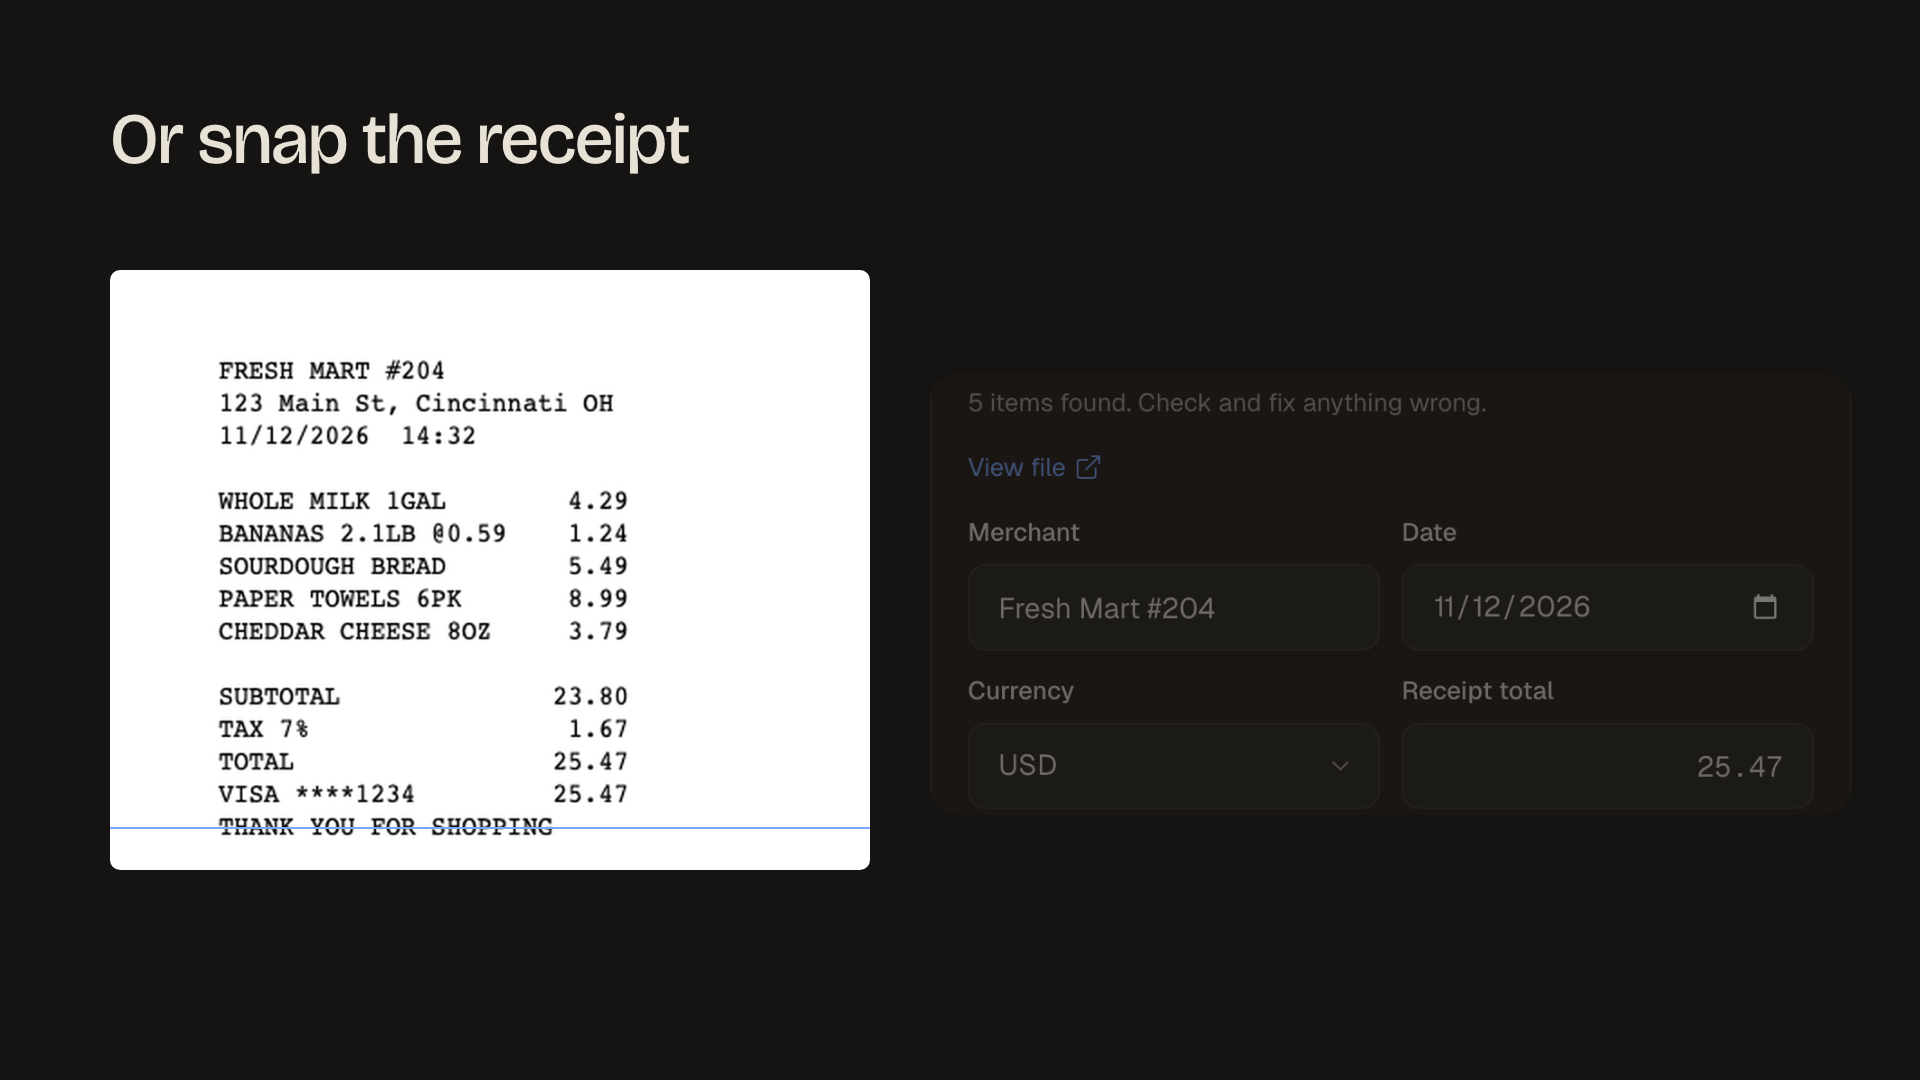 Or snap the receipt
FRESH MART #204
123 Main St, Cincinnati OH
11/12/2026 14:32
WHOLE MILK 1GAL 4.29
BANANAS 2.1LB @0.59 1.24
SOURDOUGH BREAD 5.49
PAPER TOWELS 6PK 8.99
CHEDDAR CHEESE 8OZ 3.79
SUBTOTAL 23.80
TAX 7% 1.67
TOTAL 25.47
VISA ****1234 25.47
THANK YOU FOR SHOPPING
5 items found. Check and fix anything wrong.
View file
Merchant Date
Fresh Mart #204 11/12/2026
Currency Receipt total
USD 25.47